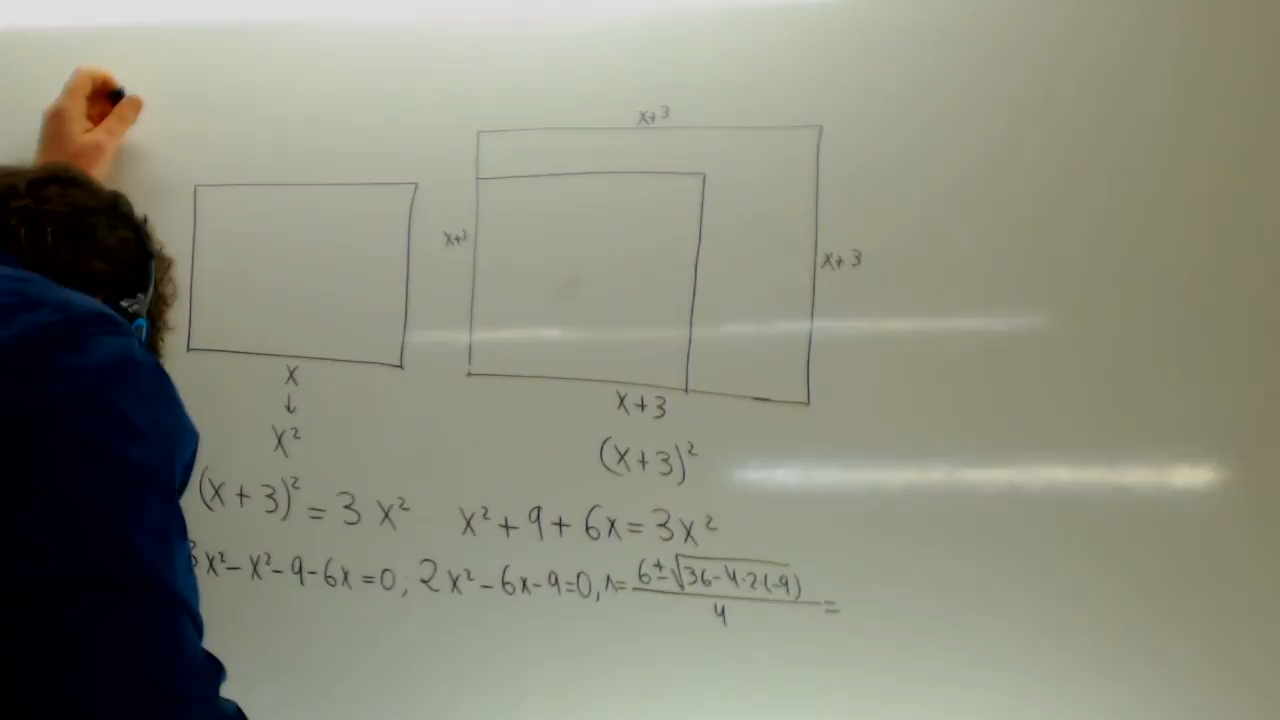 x+3
x+3
x+3
x
↓
x²
x+3
(x+3)²
(x+3)² = 3x²
x²+9+6x=3x²
3x²-x²-9-6x=0; 2x²-6x-9=0, x= (6±√(36-4·2(-9)))/4 =